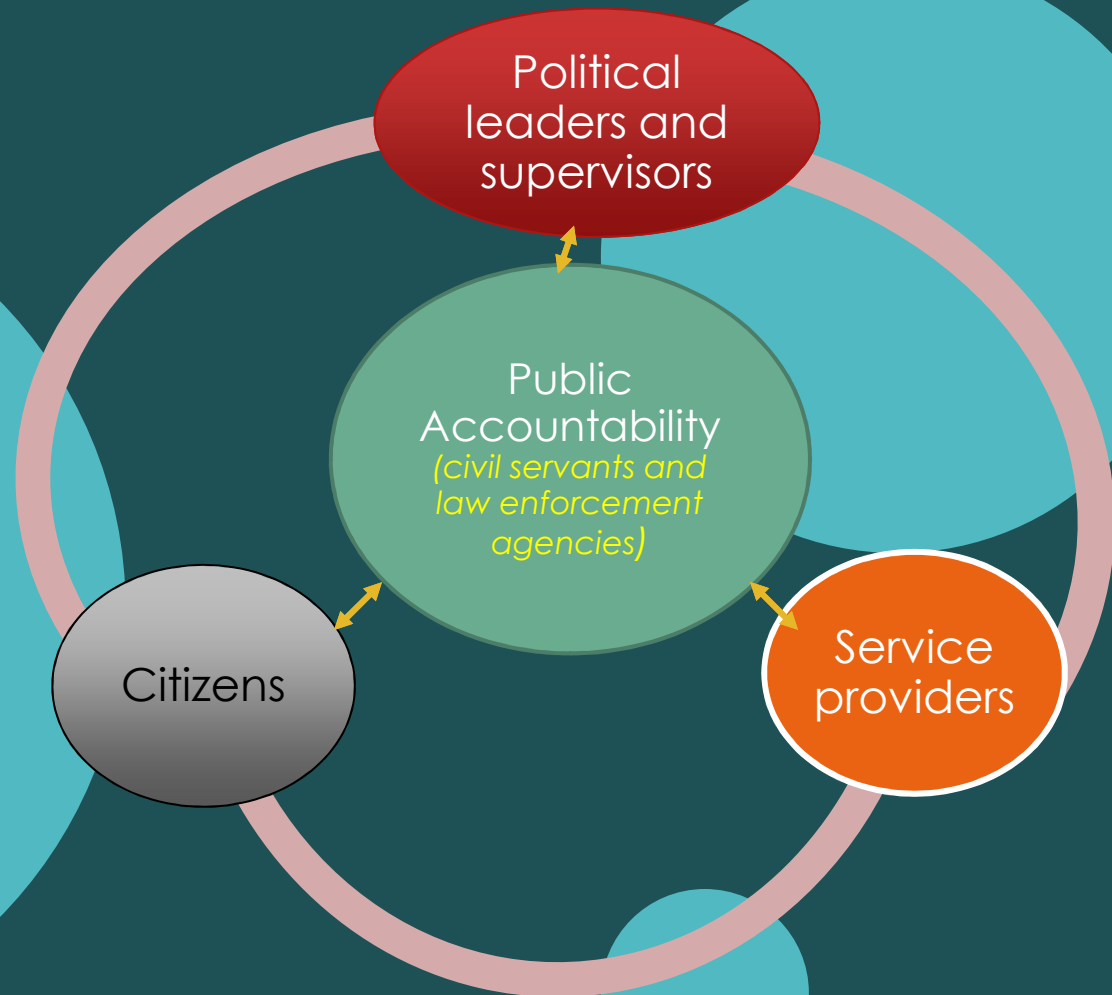 Political
leaders and
supervisors
Public
Accountability
(civil servants and
law enforcement
agencies)
Citizens
Service
providers